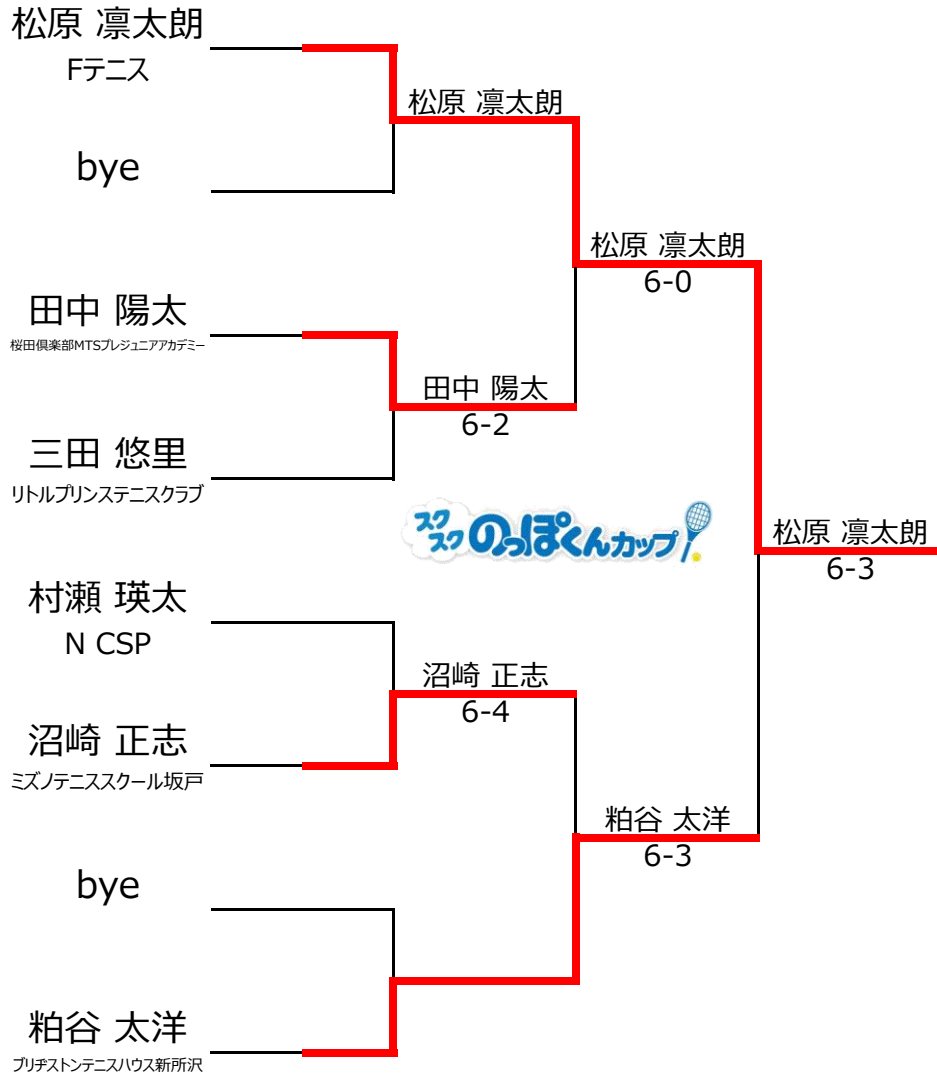 松原 凛太朗
Fテニス
bye
田中 陽太
桜田倶楽部MTSプレジュニアアカデミー
三田 悠里
リトルプリンステニスクラブ
村瀬 瑛太
N CSP
沼崎 正志
ミズノテニススクール坂戸
bye
粕谷 太洋
ブリヂストンテニスハウス新所沢
松原 凛太朗
田中 陽太
6-2
沼崎 正志
6-4
松原 凛太朗
6-0
粕谷 太洋
6-3
松原 凛太朗
6-3
スクスク のっぽくんカップ